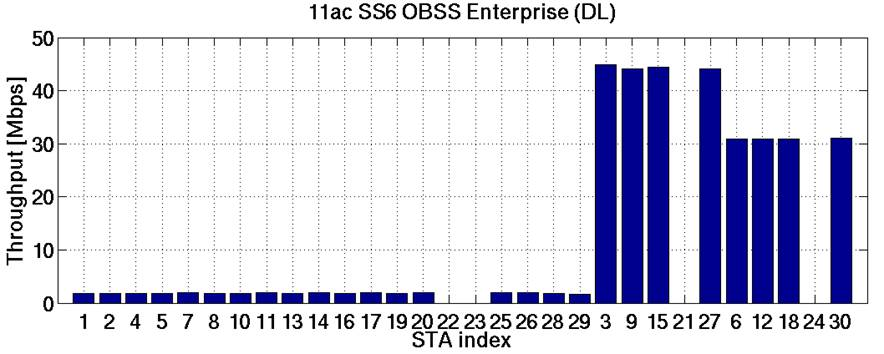 11ac SS6 OBSS Enterprise (DL)
50
40
30
20
10
0
Throughput [Mbps]
1 2 4 5 7 8 10 11 13 14 16 17 19 20 22 23 25 26 28 29 3 9 15 21 27 6 12 18 24 30
STA index